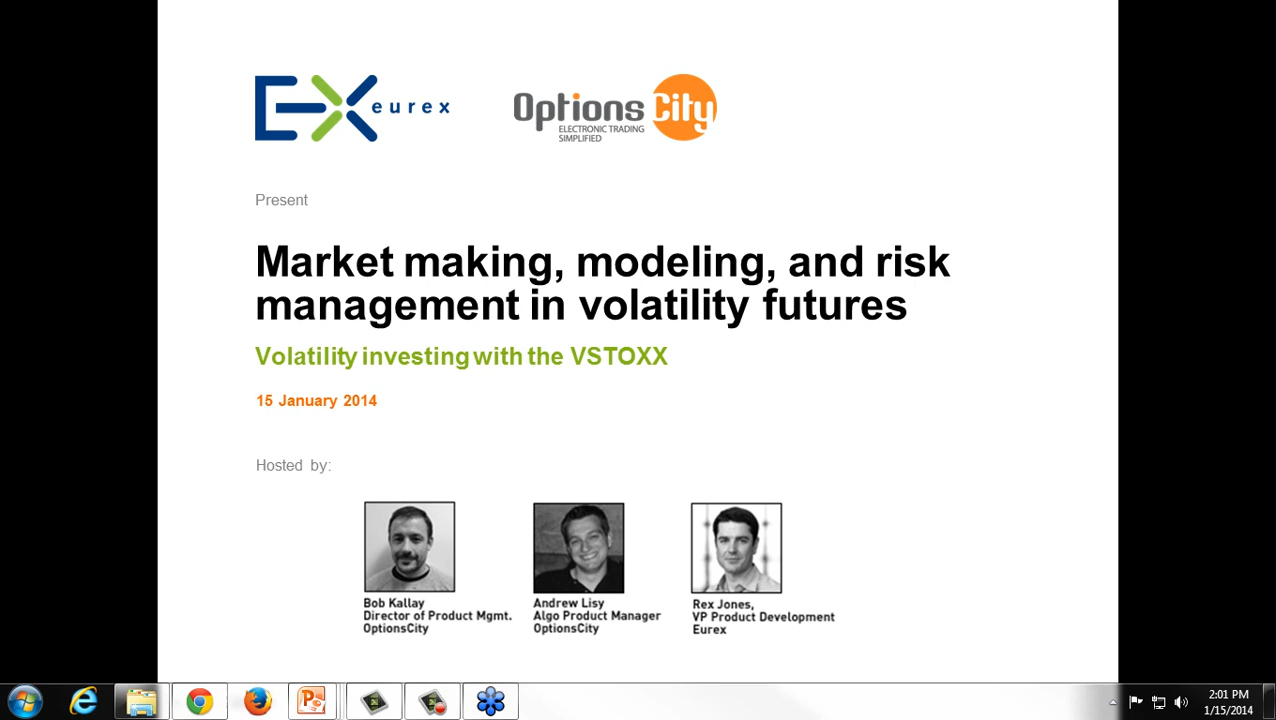 eurex
Options City
ELECTRONIC TRADING
SIMPLIFIED
Present
Market making, modeling, and risk
management in volatility futures
Volatility investing with the VSTOXX
15 January 2014
Hosted by:
Bob Kallay
Director of Product Mgmt.
OptionsCity
Andrew Lisy
Algo Product Manager
OptionsCity
Rex Jones,
VP Product Development
Eurex
2:01 PM
1/15/2014